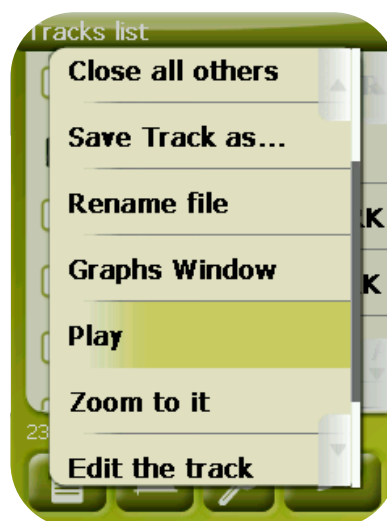 Tracks list
Close all others
Save Track as...
Rename file
Graphs Window
Play
Zoom to it
Edit the track
23
K
K